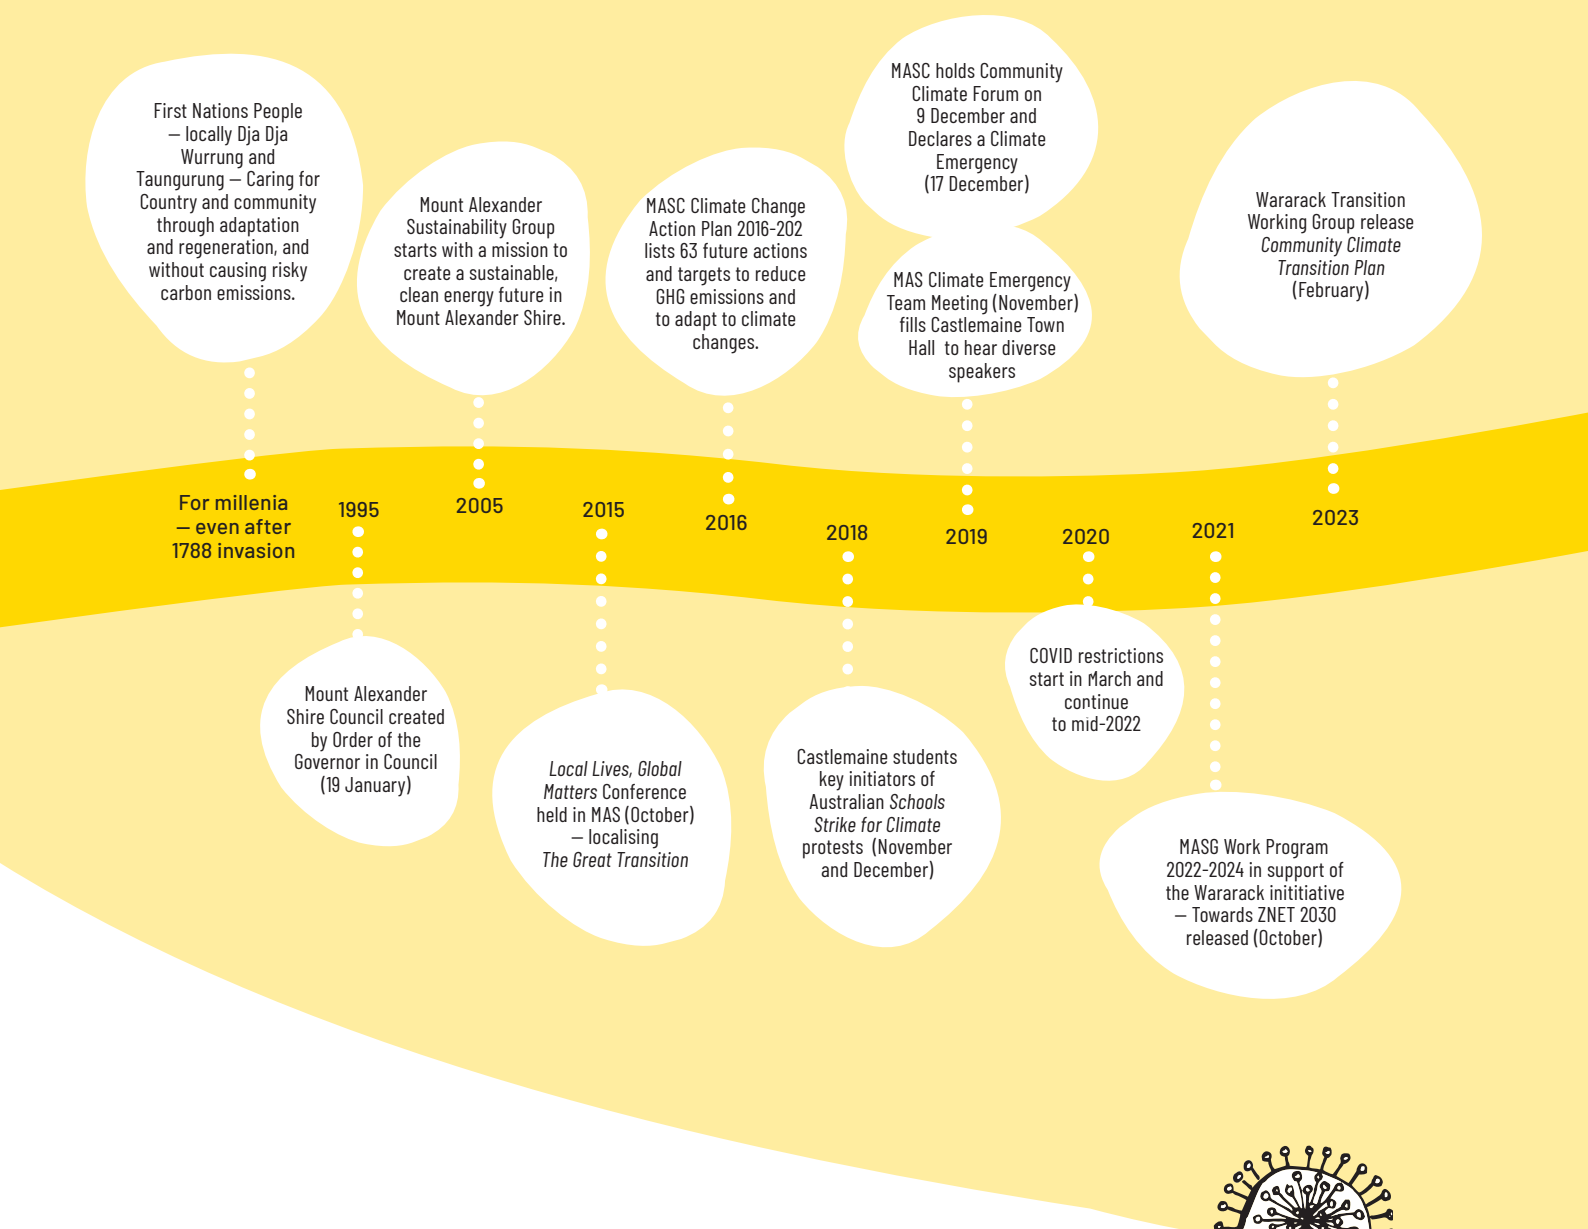 First Nations People
– locally Dja Dja
Wurrung and
Taungurung – Caring for
Country and community
through adaptation
and regeneration, and
without causing risky
carbon emissions.
For millenia
– even after
1788 invasion
1995
Mount Alexander
Shire Council created
by Order of the
Governor in Council
(19 January)
Mount Alexander
Sustainability Group
starts with a mission to
create a sustainable,
clean energy future in
Mount Alexander Shire.
2005
2015
Local Lives, Global
Matters Conference
held in MAS (October)
– localising
The Great Transition
MASC Climate Change
Action Plan 2016-202
lists 63 future actions
and targets to reduce
GHG emissions and
to adapt to climate
changes.
2016
2018
Castlemaine students
key initiators of
Australian Schools
Strike for Climate
protests (November
and December)
MASC holds Community
Climate Forum on
9 December and
Declares a Climate
Emergency
(17 December)
MAS Climate Emergency
Team Meeting (November)
fills Castlemaine Town
Hall to hear diverse
speakers
2019
2020
COVID restrictions
start in March and
continue
to mid-2022
2021
MASG Work Program
2022-2024 in support of
the Wararack inititiative
– Towards ZNET 2030
released (October)
Wararack Transition
Working Group release
Community Climate
Transition Plan
(February)
2023